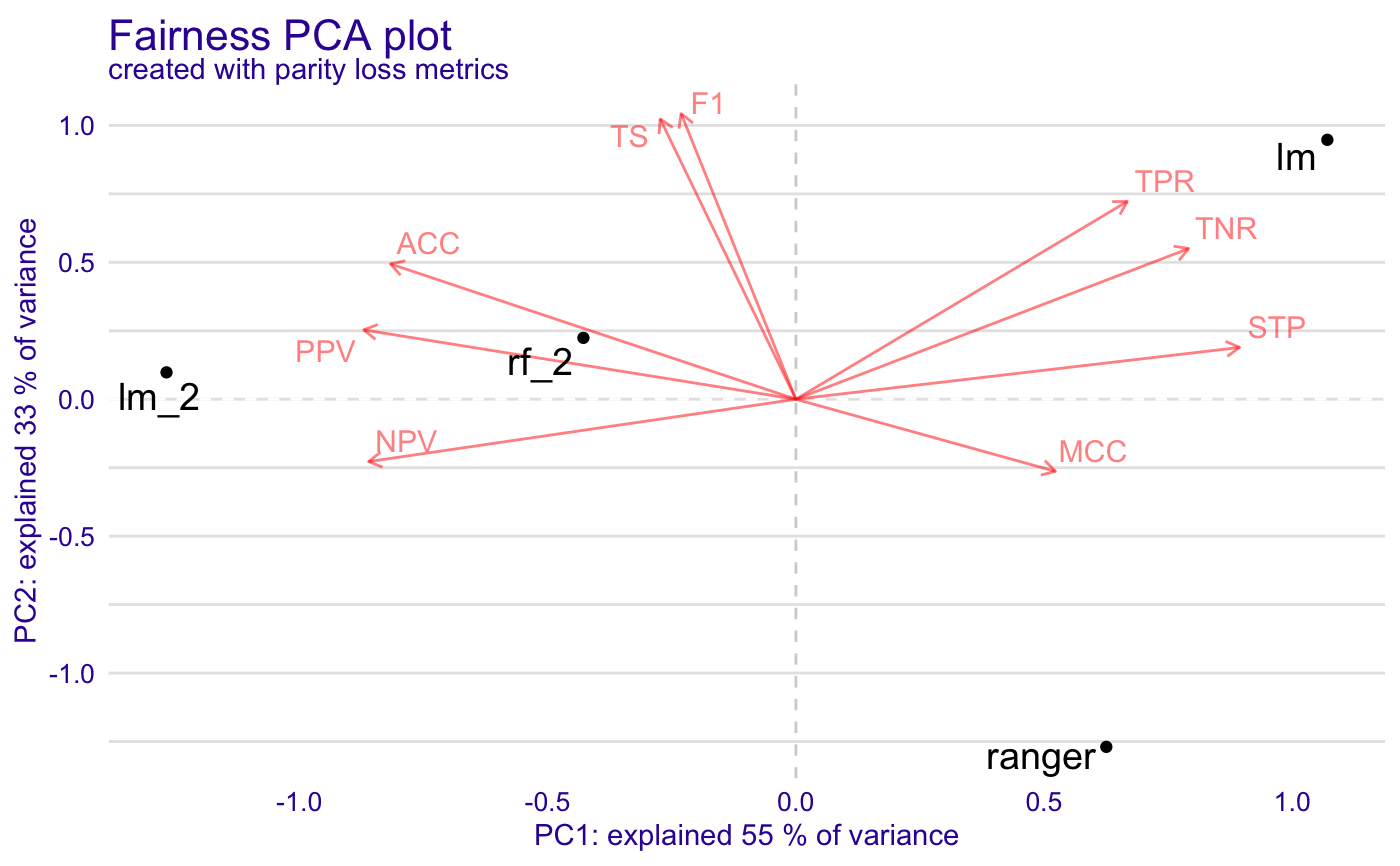 Fairness PCA plot
created with parity loss metrics
F1
TS
1.0
lm
TPR
TNR
ACC
0.5
STP
PPV
rf_2
lm_2
0.0
NPV
MCC
-0.5
-1.0
ranger
PC2: explained 33 % of variance
-1.0 -0.5 0.0 0.5 1.0
PC1: explained 55 % of variance